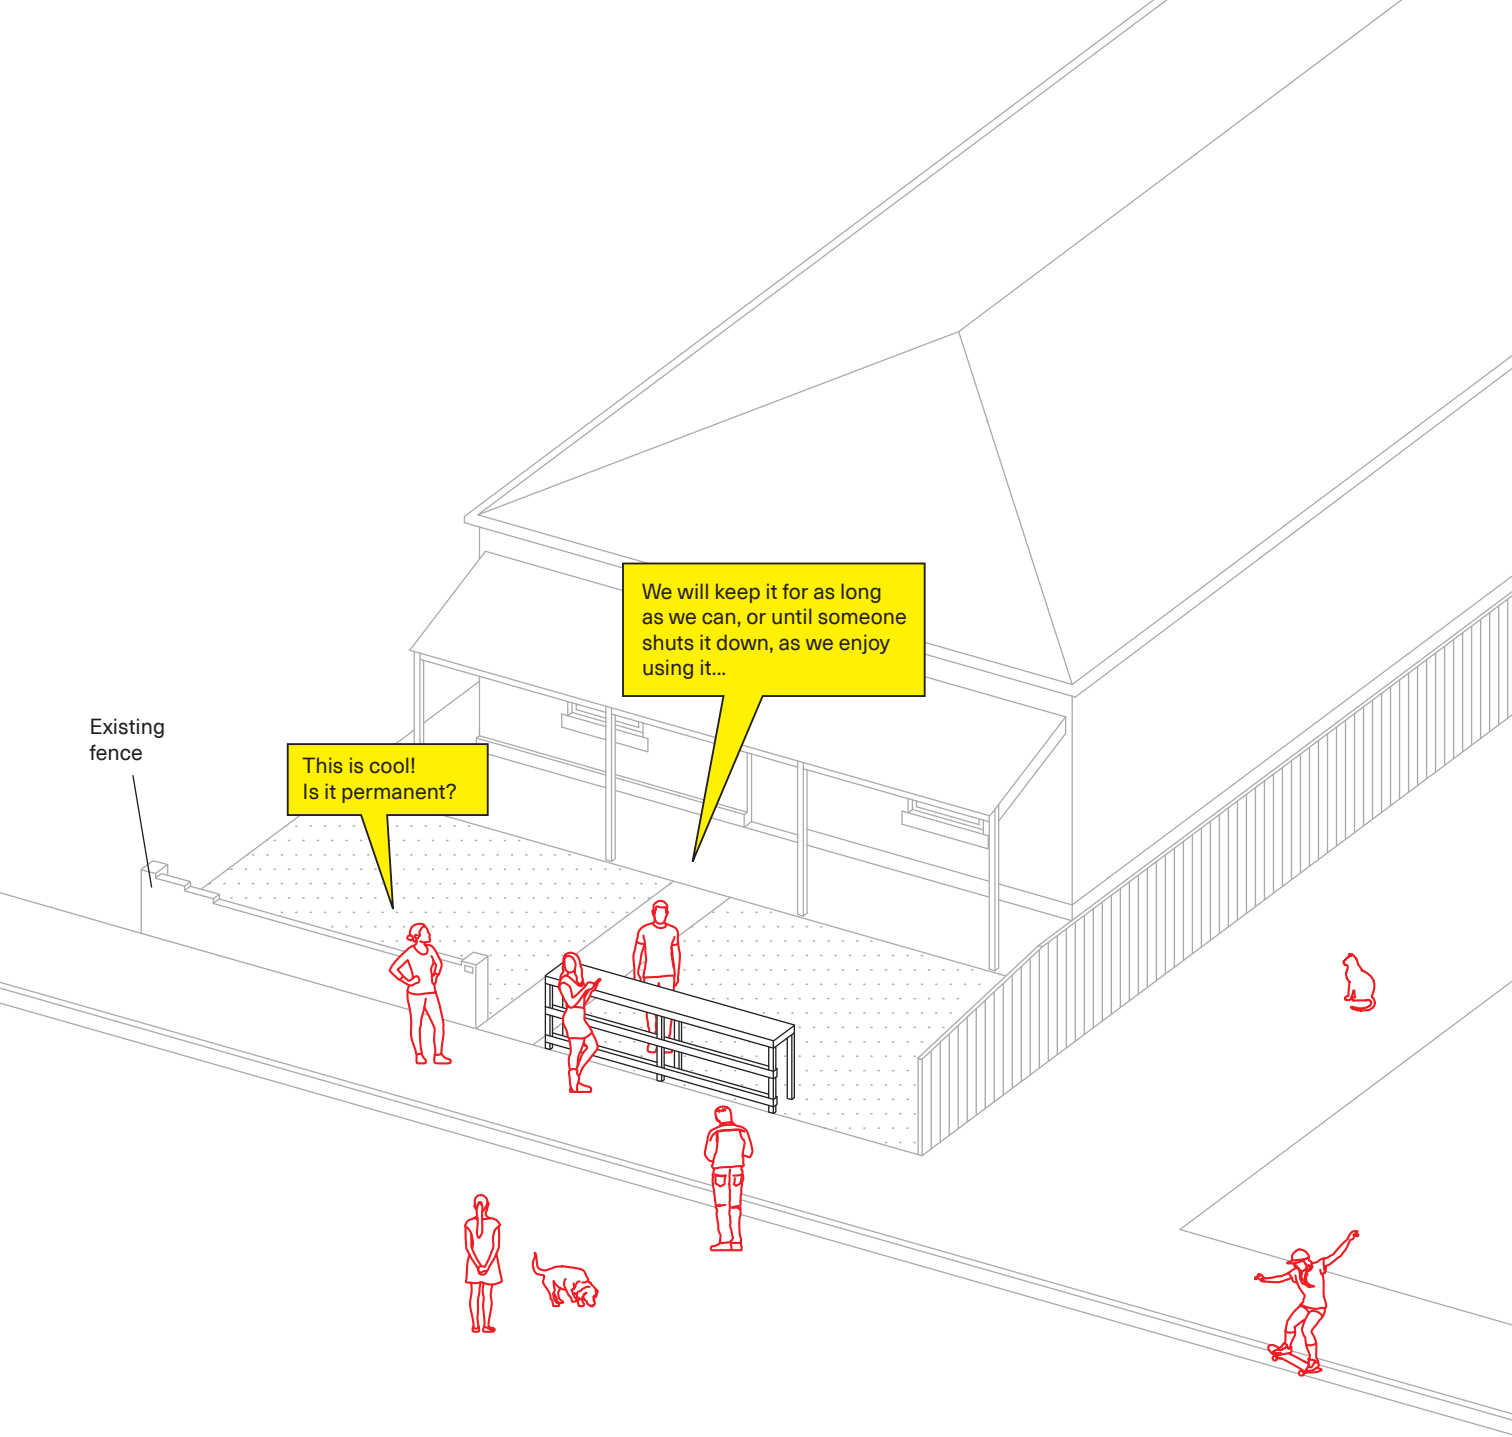 We will keep it for as long
as we can, or until someone
shuts it down, as we enjoy
using it...
Existing
fence
This is cool!
Is it permanent?